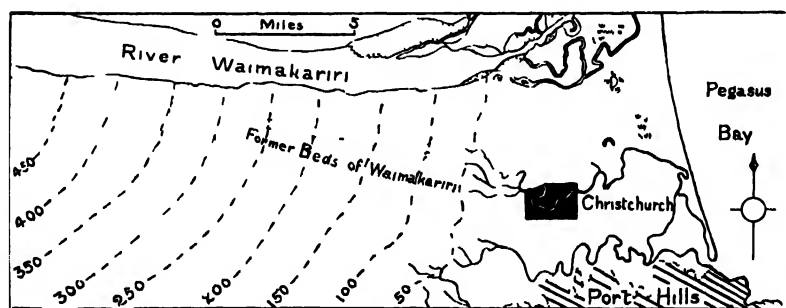 0 Miles 5
River Waimakariri
Pegasus
Bay
Former Beds of Waimakariri
Christchurch
450
400
350
300
250
200
150
100
50
Port Hills